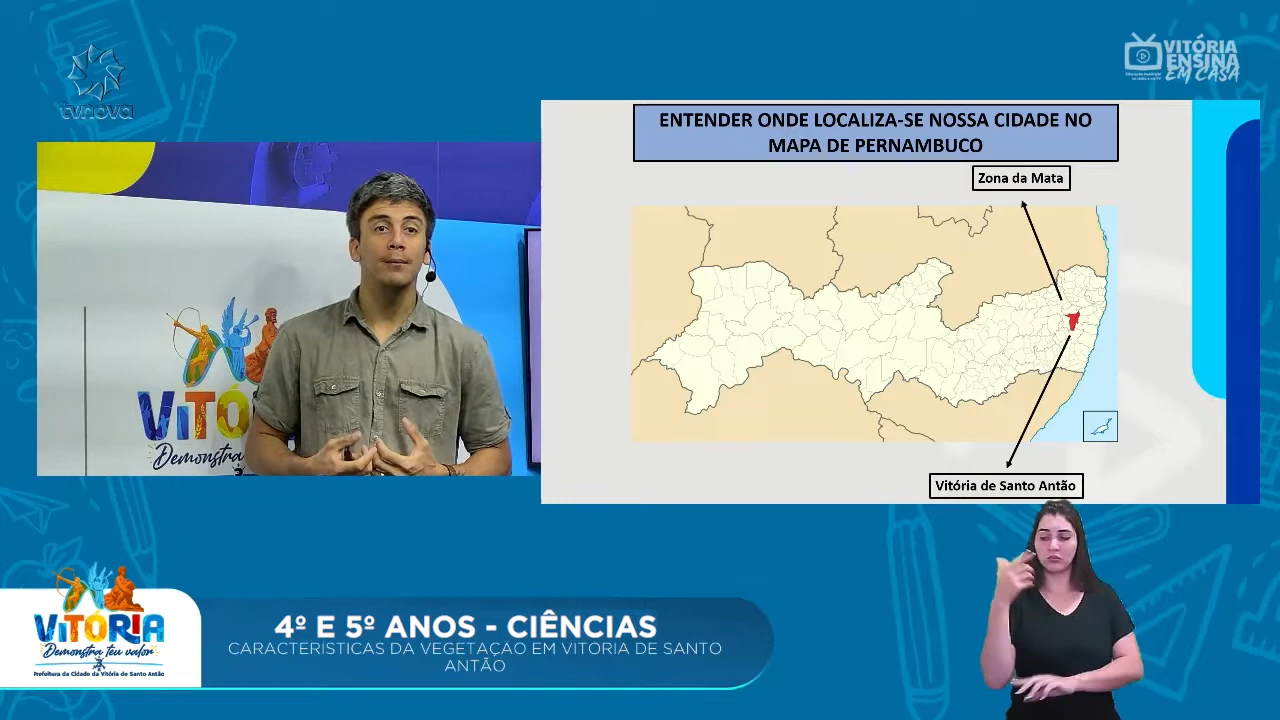 tvnova
VITÓRIA
ENSINA
EM CASA
ENTENDER ONDE LOCALIZA-SE NOSSA CIDADE NO
MAPA DE PERNAMBUCO
Zona da Mata
Vitória de Santo Antão
VITÓ
Demonstra
VITÓRIA
Demonstra teu valor
Prefeitura da Cidade da Vitória de Santo Antão
4º E 5º ANOS - CIÊNCIAS
CARACTERÍSTICAS DA VEGETAÇÃO EM VITORIA DE SANTO
ANTÃO